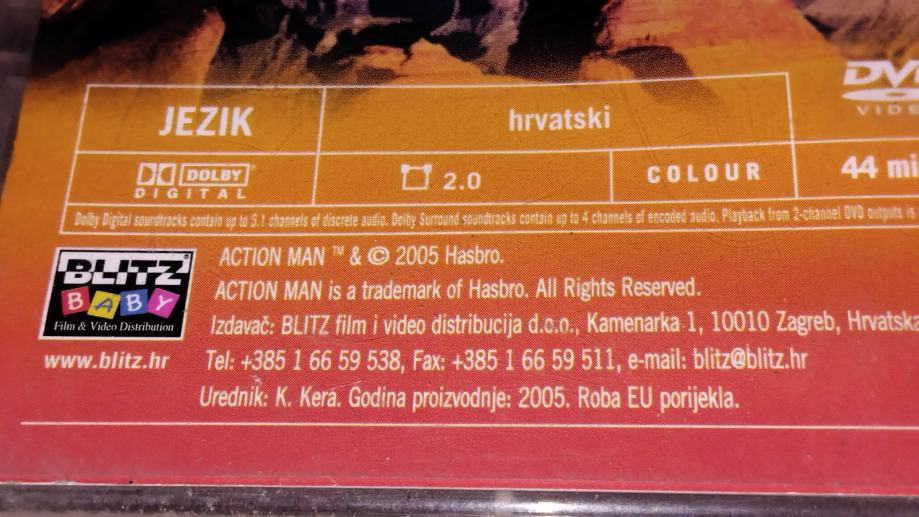 JEZIK
hrvatski
DVD
VIDE
DOLBY
DIGITAL
2.0
COLOUR
44 mi
Dolby Digital soundtracks contain up to 5.1 channels of discrete audio. Dolby Surround soundtracks contain up to 4 channels of encoded audio. Playback from 2-channel DVD outputs is
BLITZ®
BABY
Film & Video Distribution
www.blitz.hr
ACTION MAN ™ & © 2005 Hasbro.
ACTION MAN is a trademark of Hasbro. All Rights Reserved.
Izdavač: BLITZ film i video distribucija d.o.o., Kamenarka 1, 10010 Zagreb, Hrvatska
Tel: +385 1 66 59 538, Fax: +385 1 66 59 511, e-mail: blitz@blitz.hr
Urednik: K. Kera. Godina proizvodnje: 2005. Roba EU porijekla.